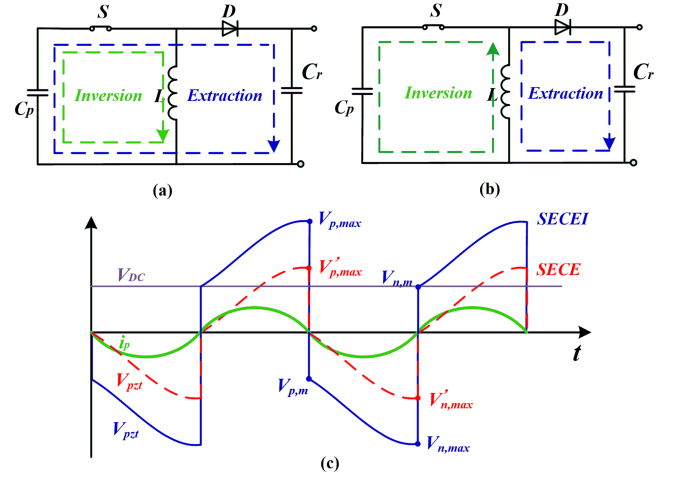 S D
Cp Inversion L Extraction Cr
(a)
S D
Cp Inversion L Extraction Cr
(b)
Vp,max SECEI
VDC V'p,max Vn,m SECE
ip t
Vpzt Vp,m V'n,max
Vpzt Vn,max
(c)